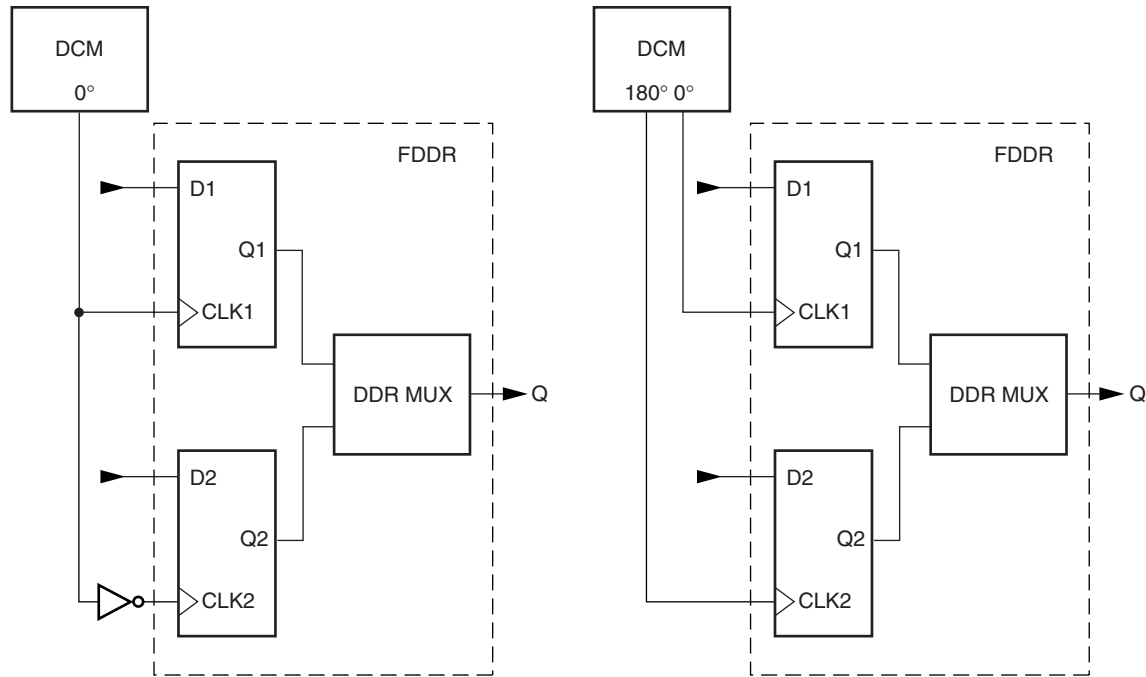 DCM
0°
FDDR
D1
Q1
CLK1
DDR MUX
Q
D2
Q2
CLK2
DCM
180° 0°
FDDR
D1
Q1
CLK1
DDR MUX
Q
D2
Q2
CLK2